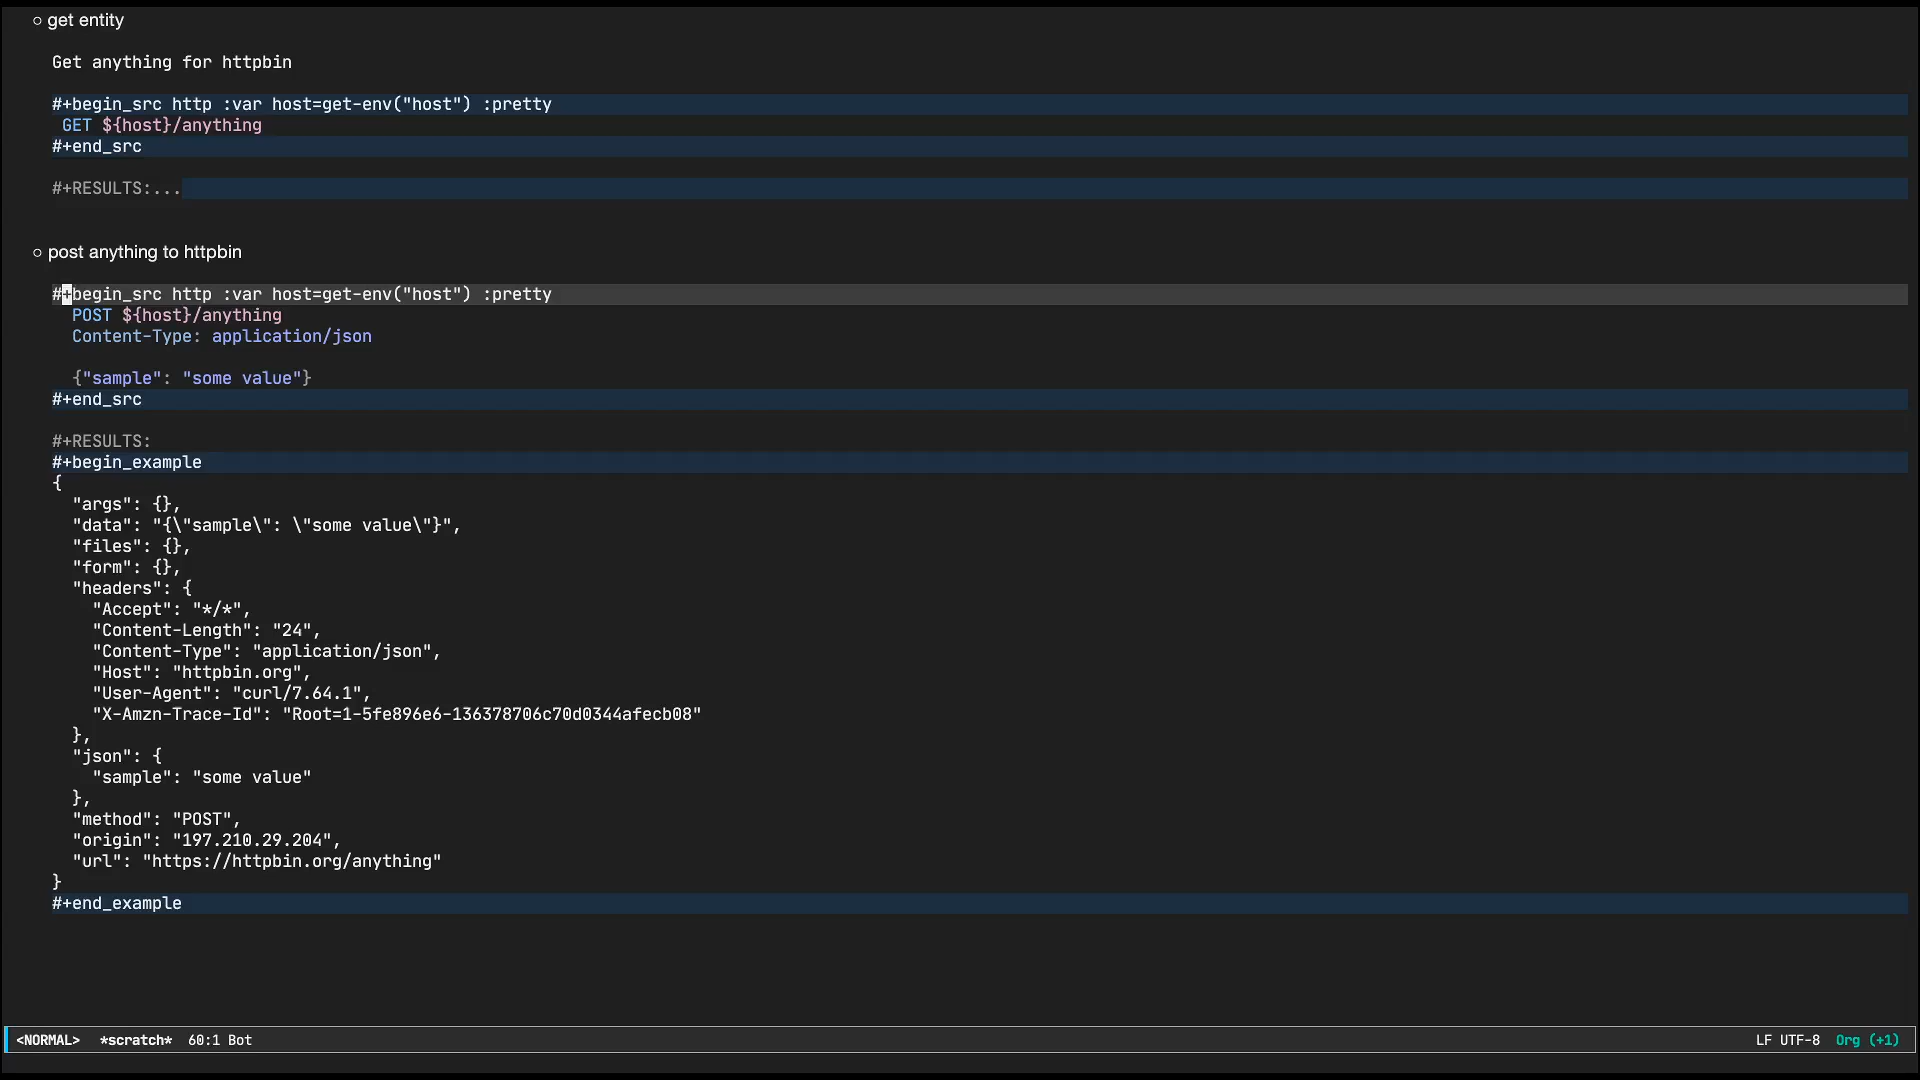 ○ get entity
Get anything for httpbin
#+begin_src http :var host=get-env("host") :pretty
GET ${host}/anything
#+end_src
#+RESULTS:...
○ post anything to httpbin
#+begin_src http :var host=get-env("host") :pretty
POST ${host}/anything
Content-Type: application/json
{"sample": "some value"}
#+end_src
#+RESULTS:
#+begin_example
{
"args": {},
"data": "{\"sample\": \"some value\"}",
"files": {},
"form": {},
"headers": {
"Accept": "*/*",
"Content-Length": "24",
"Content-Type": "application/json",
"Host": "httpbin.org",
"User-Agent": "curl/7.64.1",
"X-Amzn-Trace-Id": "Root=1-5fe896e6-136378706c70d0344afecb08"
},
"json": {
"sample": "some value"
},
"method": "POST",
"origin": "197.210.29.204",
"url": "https://httpbin.org/anything"
}
#+end_example
<NORMAL> *scratch* 60:1 Bot LF UTF-8 Org (+1)